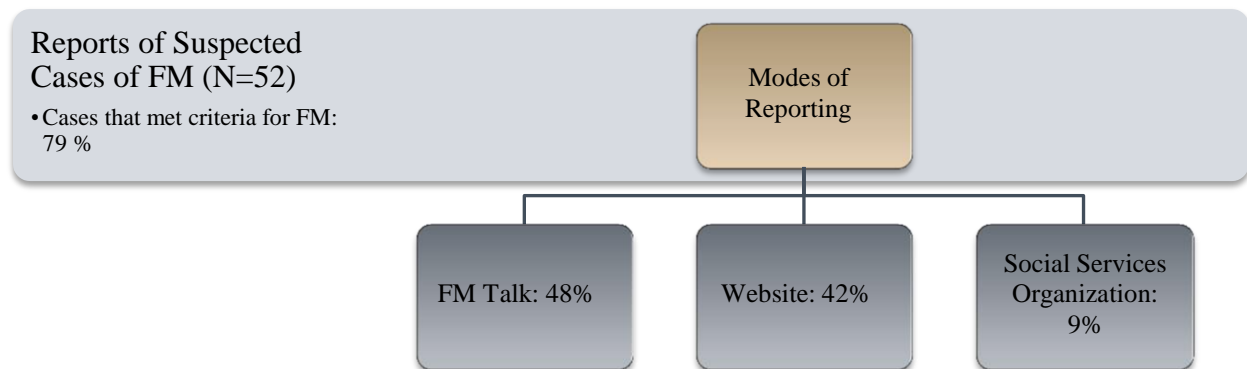 Reports of Suspected
Cases of FM (N=52)
•Cases that met criteria for FM:
79 %
Modes of
Reporting
FM Talk: 48%
Website: 42%
Social Services
Organization:
9%